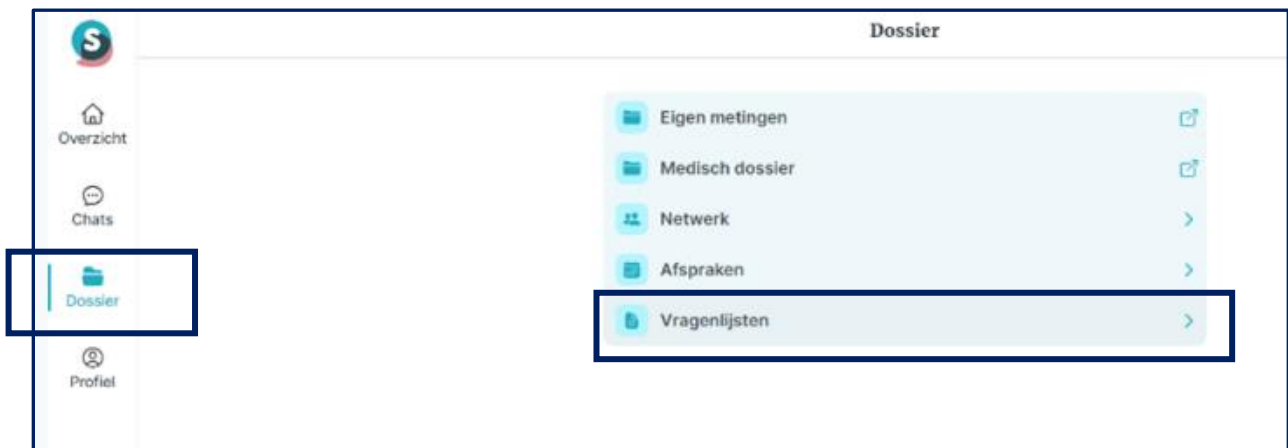 S
Dossier
Overzicht
Chats
Dossier
Profiel
Eigen metingen
Medisch dossier
Netwerk
Afspraken
Vragenlijsten